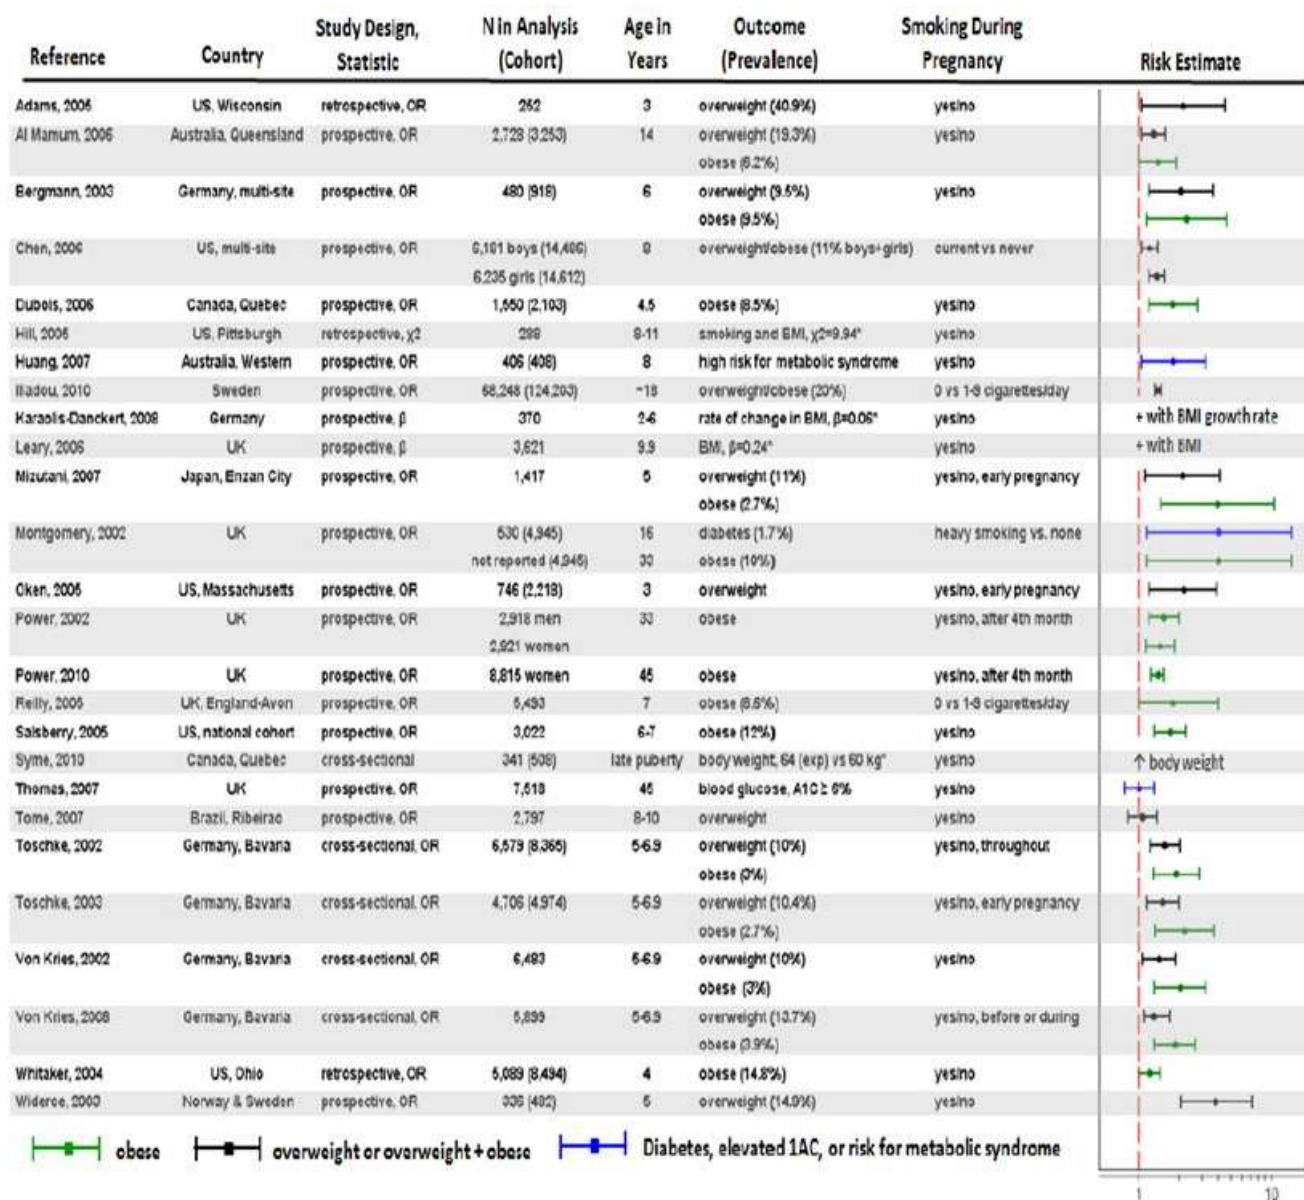 Reference Country Study Design, Statistic N in Analysis (Cohort) Age in Years Outcome (Prevalence) Smoking During Pregnancy Risk Estimate
Adams, 2005 US, Wisconsin retrospective, OR 252 3 overweight (40.9%) yes/no
Al Mamum, 2006 Australia, Queensland prospective, OR 2,728 (3,253) 14 overweight (19.3%) yes/no
obese (6.2%)
Bergmann, 2003 Germany, multi-site prospective, OR 480 (918) 6 overweight (9.5%) yes/no
obese (9.5%)
Chen, 2006 US, multi-site prospective, OR 6,191 boys (14,486) 8 overweight/obese (11% boys+girls) current vs never
6,235 girls (14,612)
Dubois, 2006 Canada, Quebec prospective, OR 1,550 (2,103) 4.5 obese (8.5%) yes/no
Hill, 2005 US, Pittsburgh retrospective, χ2 288 8-11 smoking and BMI, χ2=9.94* yes/no
Huang, 2007 Australia, Western prospective, OR 406 (408) 8 high risk for metabolic syndrome yes/no
Iliadou, 2010 Sweden prospective, OR 68,248 (124,203) ~18 overweight/obese (20%) 0 vs 1-9 cigarettes/day
Karaolis-Danckert, 2008 Germany prospective, β 370 2-6 rate of change in BMI, β=0.06* yes/no + with BMI growth rate
Leary, 2006 UK prospective, β 3,621 9.9 BMI, β=0.24* yes/no + with BMI
Mizutani, 2007 Japan, Enzan City prospective, OR 1,417 5 overweight (11%) yes/no, early pregnancy
obese (2.7%)
Montgomery, 2002 UK prospective, OR 530 (4,945) 16 diabetes (1.7%) heavy smoking vs. none
not reported (4,945) 33 obese (10%)
Oken, 2005 US, Massachusetts prospective, OR 746 (2,218) 3 overweight yes/no, early pregnancy
Power, 2002 UK prospective, OR 2,918 men 33 obese yes/no, after 4th month
2,921 women
Power, 2010 UK prospective, OR 8,815 women 45 obese yes/no, after 4th month
Reilly, 2005 UK, England-Avon prospective, OR 5,493 7 obese (8.6%) 0 vs 1-9 cigarettes/day
Salsberry, 2005 US, national cohort prospective, OR 3,022 6-7 obese (12%) yes/no
Syme, 2010 Canada, Quebec cross-sectional 341 (508) late puberty body weight, 64 (exp) vs 60 kg* yes/no ↑ body weight
Thomas, 2007 UK prospective, OR 7,518 45 blood glucose, A1C ≥ 6% yes/no
Tome, 2007 Brazil, Ribeirao prospective, OR 2,797 8-10 overweight yes/no
Toschke, 2002 Germany, Bavaria cross-sectional, OR 6,579 (8,365) 5-6.9 overweight (10%) yes/no, throughout
obese (3%)
Toschke, 2003 Germany, Bavaria cross-sectional, OR 4,706 (4,974) 5-6.9 overweight (10.4%) yes/no, early pregnancy
obese (2.7%)
Von Kries, 2002 Germany, Bavaria cross-sectional, OR 6,483 5-6.9 overweight (10%) yes/no
obese (3%)
Von Kries, 2008 Germany, Bavaria cross-sectional, OR 5,899 5-6.9 overweight (13.7%) yes/no, before or during
obese (3.9%)
Whitaker, 2004 US, Ohio retrospective, OR 5,089 (8,494) 4 obese (14.8%) yes/no
Wideroe, 2003 Norway & Sweden prospective, OR 336 (482) 5 overweight (14.9%) yes/no
obese overweight or overweight + obese Diabetes, elevated 1AC, or risk for metabolic syndrome
1 10